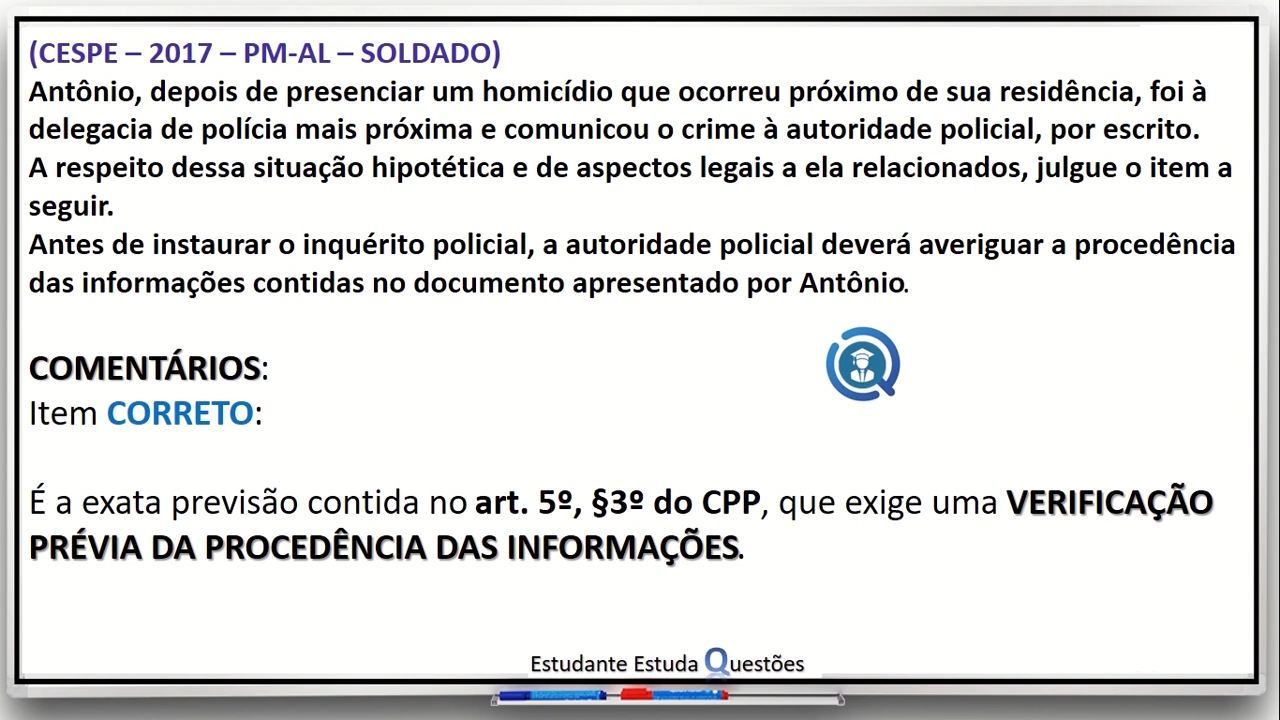 (CESPE – 2017 – PM-AL – SOLDADO)
Antônio, depois de presenciar um homicídio que ocorreu próximo de sua residência, foi à
delegacia de polícia mais próxima e comunicou o crime à autoridade policial, por escrito.
A respeito dessa situação hipotética e de aspectos legais a ela relacionados, julgue o item a
seguir.
Antes de instaurar o inquérito policial, a autoridade policial deverá averiguar a procedência
das informações contidas no documento apresentado por Antônio.
COMENTÁRIOS:
Item CORRETO:
É a exata previsão contida no art. 5º, §3º do CPP, que exige uma VERIFICAÇÃO
PRÉVIA DA PROCEDÊNCIA DAS INFORMAÇÕES.
Estudante Estuda Questões